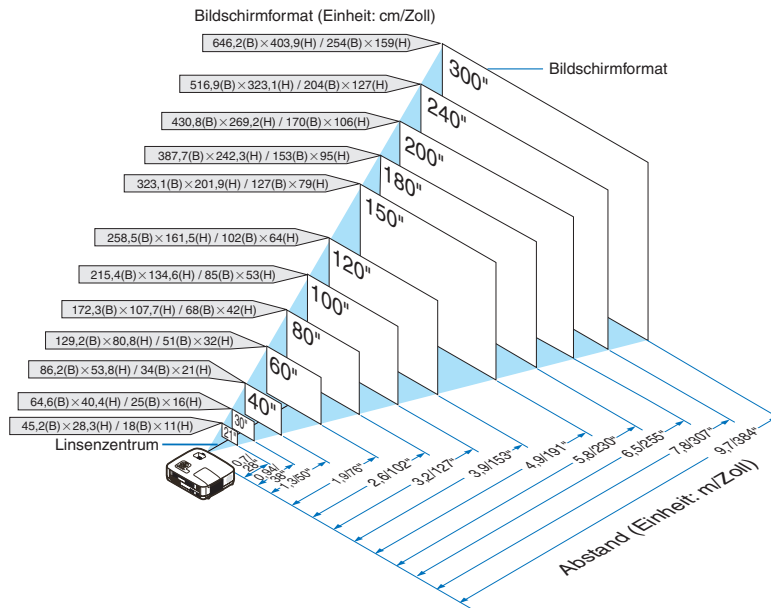 Bildschirmformat (Einheit: cm/Zoll)
646,2(B)×403,9(H) / 254(B)×159(H)
300"
Bildschirmformat
516,9(B)×323,1(H) / 204(B)×127(H)
240"
430,8(B)×269,2(H) / 170(B)×106(H)
200"
387,7(B)×242,3(H) / 153(B)×95(H)
180"
323,1(B)×201,9(H) / 127(B)×79(H)
150"
258,5(B)×161,5(H) / 102(B)×64(H)
120"
215,4(B)×134,6(H) / 85(B)×53(H)
100"
172,3(B)×107,7(H) / 68(B)×42(H)
80"
129,2(B)×80,8(H) / 51(B)×32(H)
60"
86,2(B)×53,8(H) / 34(B)×21(H)
40"
64,6(B)×40,4(H) / 25(B)×16(H)
30"
45,2(B)×28,3(H) / 18(B)×11(H)
21"
Linsenzentrum
0,7/
28"
0,94/
38"
1,3/50"
1,9/76"
2,6/102"
3,2/127"
3,9/153"
4,9/191"
5,8/230"
6,5/255"
7,8/307"
9,7/384"
Abstand (Einheit: m/Zoll)